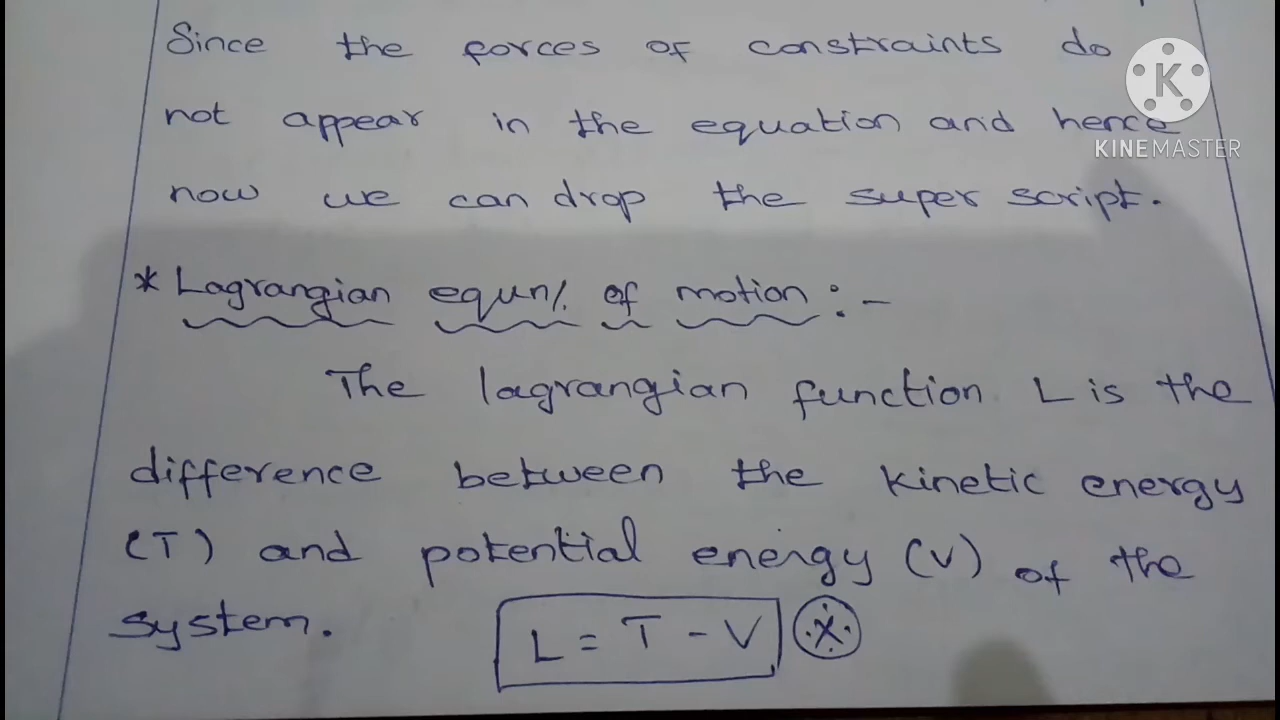 Since the forces of constraints do
not appear in the equation and hence
now we can drop the super script.
* Lagrangian equn/. of motion :-
The lagrangian function L is the
difference between the kinetic energy
(T) and potential energy (V) of the
system.
L = T - V
K
KINEMASTER